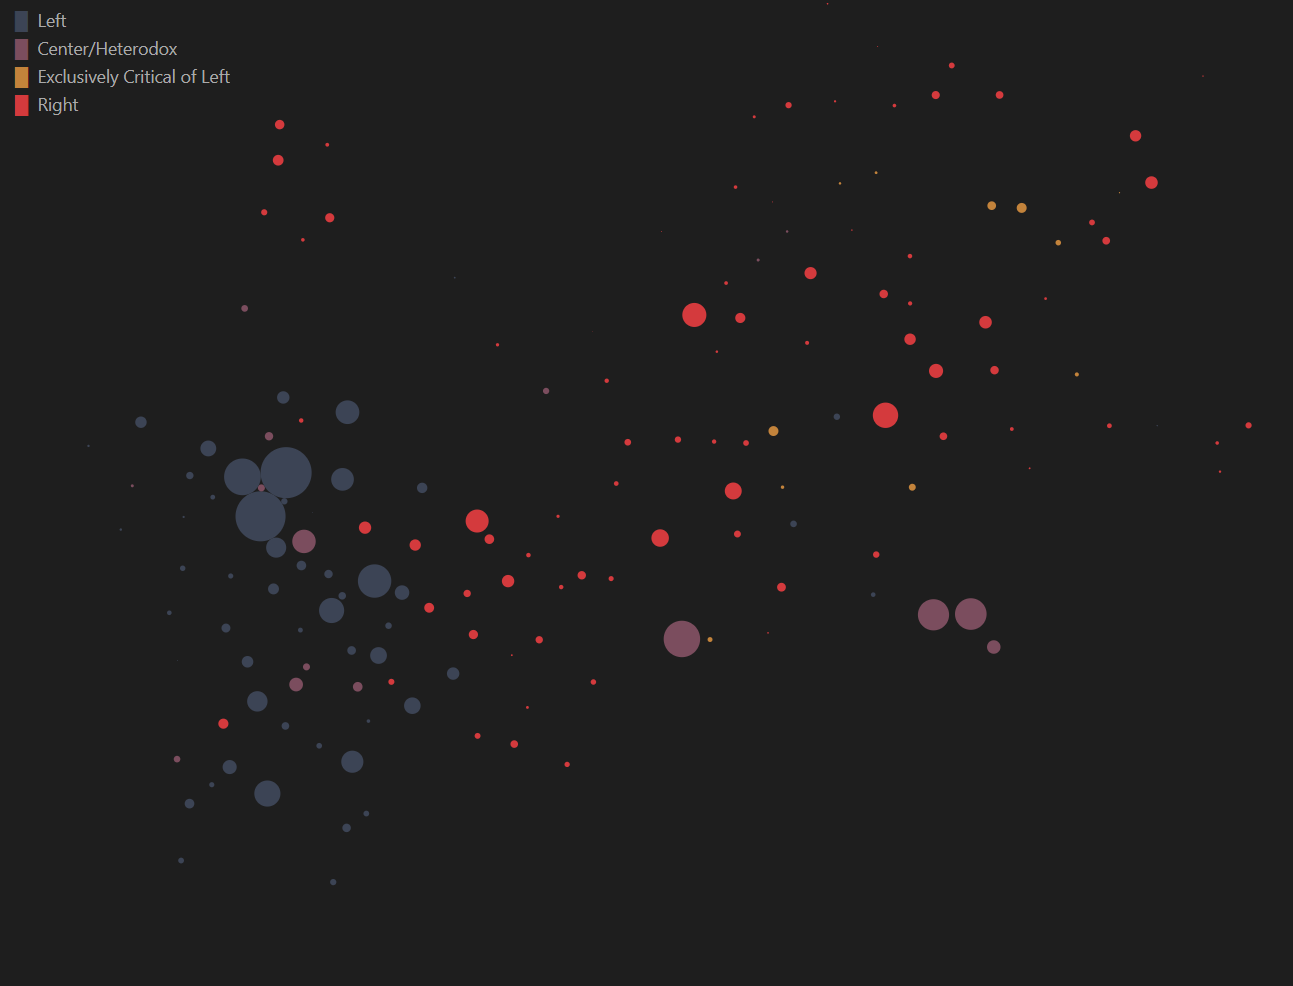 Left
Center/Heterodox
Exclusively Critical of Left
Right